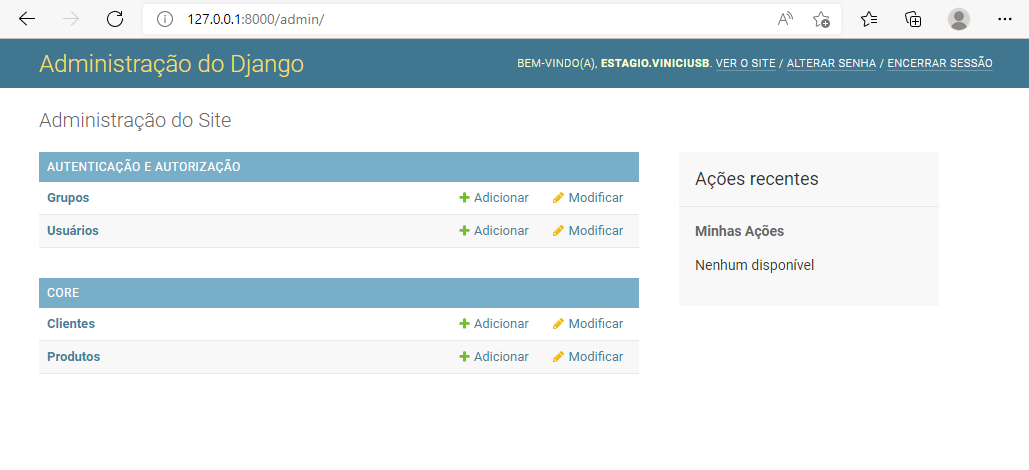 127.0.0.1:8000/admin/
Administração do Django
BEM-VINDO(A), ESTAGIO.VINICIUSB. VER O SITE / ALTERAR SENHA / ENCERRAR SESSÃO
Administração do Site
AUTENTICAÇÃO E AUTORIZAÇÃO
Grupos Adicionar Modificar
Usuários Adicionar Modificar
CORE
Clientes Adicionar Modificar
Produtos Adicionar Modificar
Ações recentes
Minhas Ações
Nenhum disponível